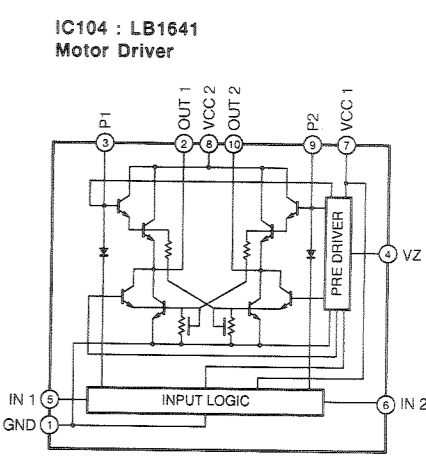 IC104 : LB1641
Motor Driver
P1
OUT 1
VCC 2
OUT 2
P2
VCC 1
3
2
8
10
9
7
PRE DRIVER
4 VZ
IN 1 5
INPUT LOGIC
6 IN 2
GND 1